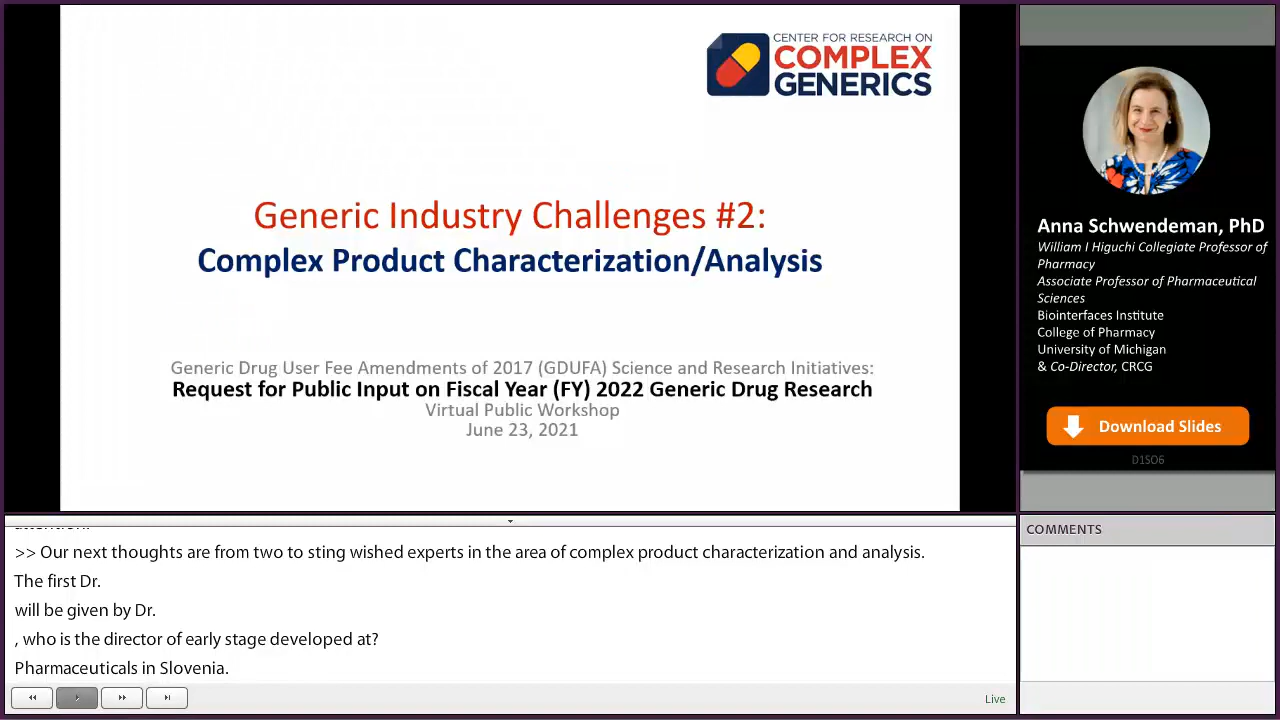 CENTER FOR RESEARCH ON
COMPLEX
GENERICS
Generic Industry Challenges #2:
Complex Product Characterization/Analysis
Generic Drug User Fee Amendments of 2017 (GDUFA) Science and Research Initiatives:
Request for Public Input on Fiscal Year (FY) 2022 Generic Drug Research
Virtual Public Workshop
June 23, 2021
Anna Schwendeman, PhD
William I Higuchi Collegiate Professor of
Pharmacy
Associate Professor of Pharmaceutical
Sciences
Biointerfaces Institute
College of Pharmacy
University of Michigan
& Co-Director, CRCG
Download Slides
D1SO6
>> Our next thoughts are from two to sting wished experts in the area of complex product characterization and analysis.
The first Dr.
will be given by Dr.
, who is the director of early stage developed at?
Pharmaceuticals in Slovenia.
Live
COMMENTS